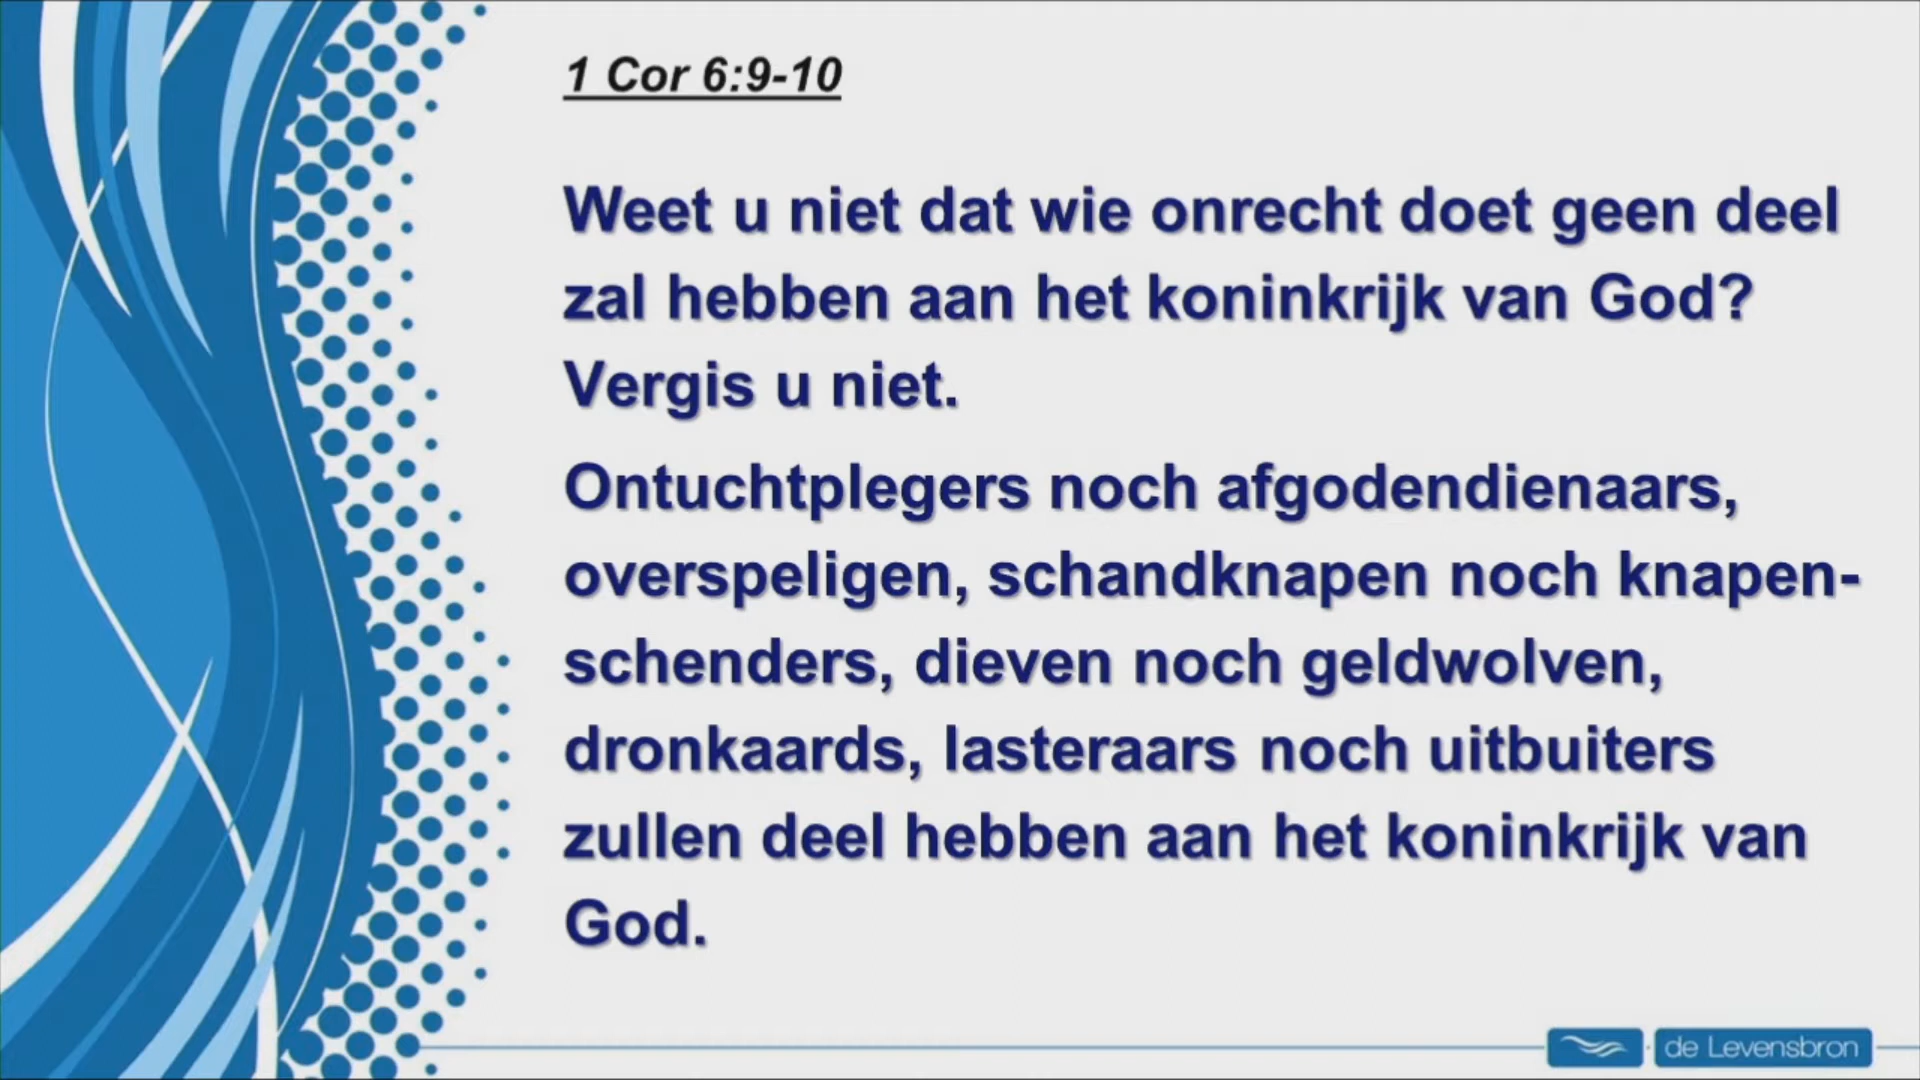 1 Cor 6:9-10
Weet u niet dat wie onrecht doet geen deel
zal hebben aan het koninkrijk van God?
Vergis u niet.
Ontuchtplegers noch afgodendienaars,
overspeligen, schandknapen noch knapen-
schenders, dieven noch geldwolven,
dronkaards, lasteraars noch uitbuiters
zullen deel hebben aan het koninkrijk van
God.
de Levensbron